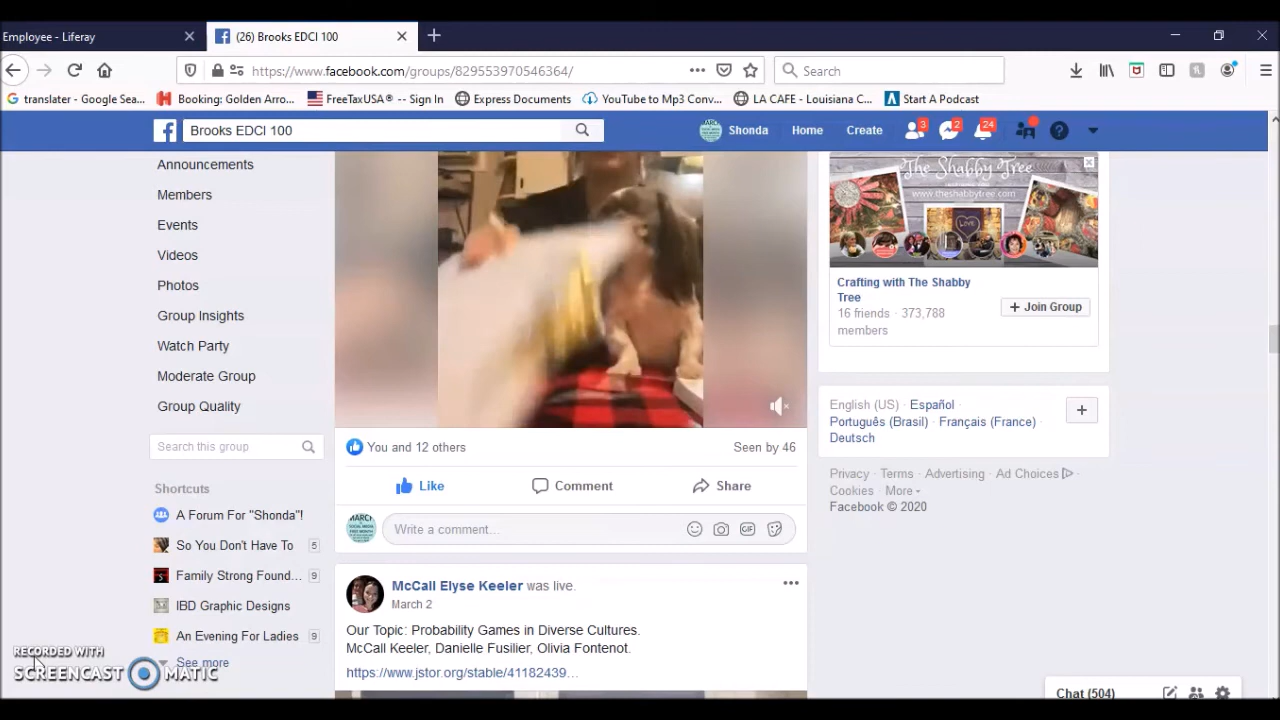 Employee - Liferay
(26) Brooks EDCI 100
https://www.facebook.com/groups/829553970546364/
Search
translater - Google Sea...
Booking: Golden Arro...
FreeTaxUSA® -- Sign In
Express Documents
YouTube to Mp3 Conv...
LA CAFE - Louisiana C...
Start A Podcast
Brooks EDCI 100
Shonda
Home
Create
3
2
24
Announcements
Members
Events
Videos
Photos
Group Insights
Watch Party
Moderate Group
Group Quality
Search this group
Shortcuts
A Forum For "Shonda"!
So You Don't Have To 5
Family Strong Found... 9
IBD Graphic Designs
An Evening For Ladies 9
See more
RECORDED WITH
SCREENCAST MATIC
You and 12 others
Seen by 46
Like
Comment
Share
MARCH
Write a comment...
GIF
McCall Elyse Keeler was live.
March 2
Our Topic: Probability Games in Diverse Cultures.
McCall Keeler, Danielle Fusilier, Olivia Fontenot.
https://www.jstor.org/stable/41182439...
The Shabby Tree
www.theshabbytree.com
LOVE
Crafting with The Shabby
Tree
16 friends · 373,788
members
Join Group
English (US) · Español ·
Português (Brasil) · Français (France) ·
Deutsch
Privacy · Terms · Advertising · Ad Choices
Cookies · More
Facebook © 2020
Chat (504)